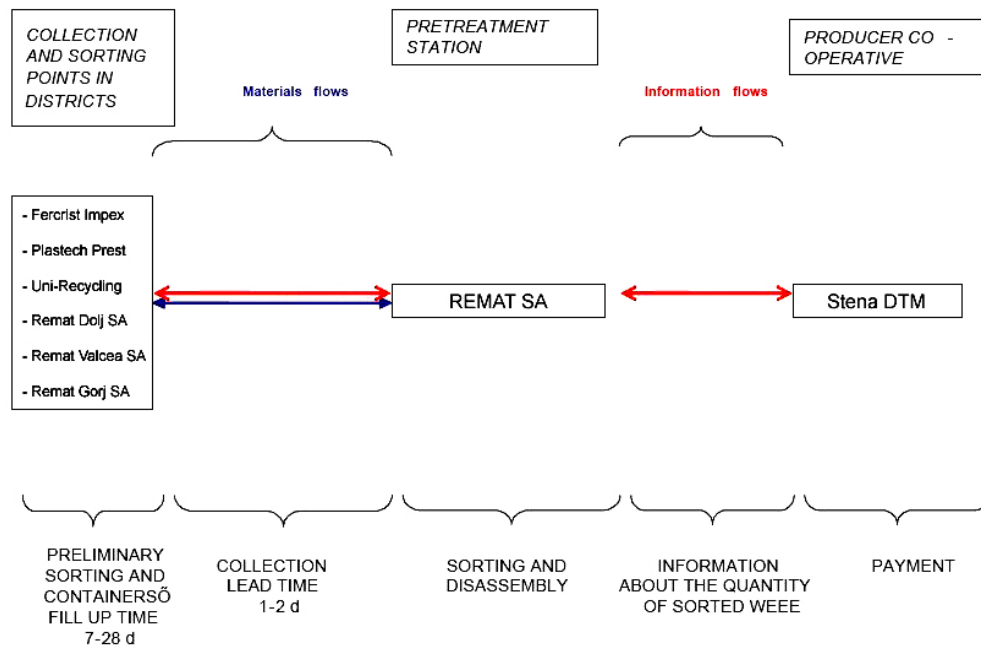 COLLECTION
AND SORTING
POINTS IN
DISTRICTS
PRETREATMENT
STATION
PRODUCER CO -
OPERATIVE
Materials flows
Information flows
- Fercrist Impex
- Plastech Prest
- Uni-Recycling
- Remat Dolj SA
- Remat Valcea SA
- Remat Gorj SA
REMAT SA
Stena DTM
PRELIMINARY
SORTING AND
CONTAINERSÕ
FILL UP TIME
7-28 d
COLLECTION
LEAD TIME
1-2 d
SORTING AND
DISASSEMBLY
INFORMATION
ABOUT THE QUANTITY
OF SORTED WEEE
PAYMENT